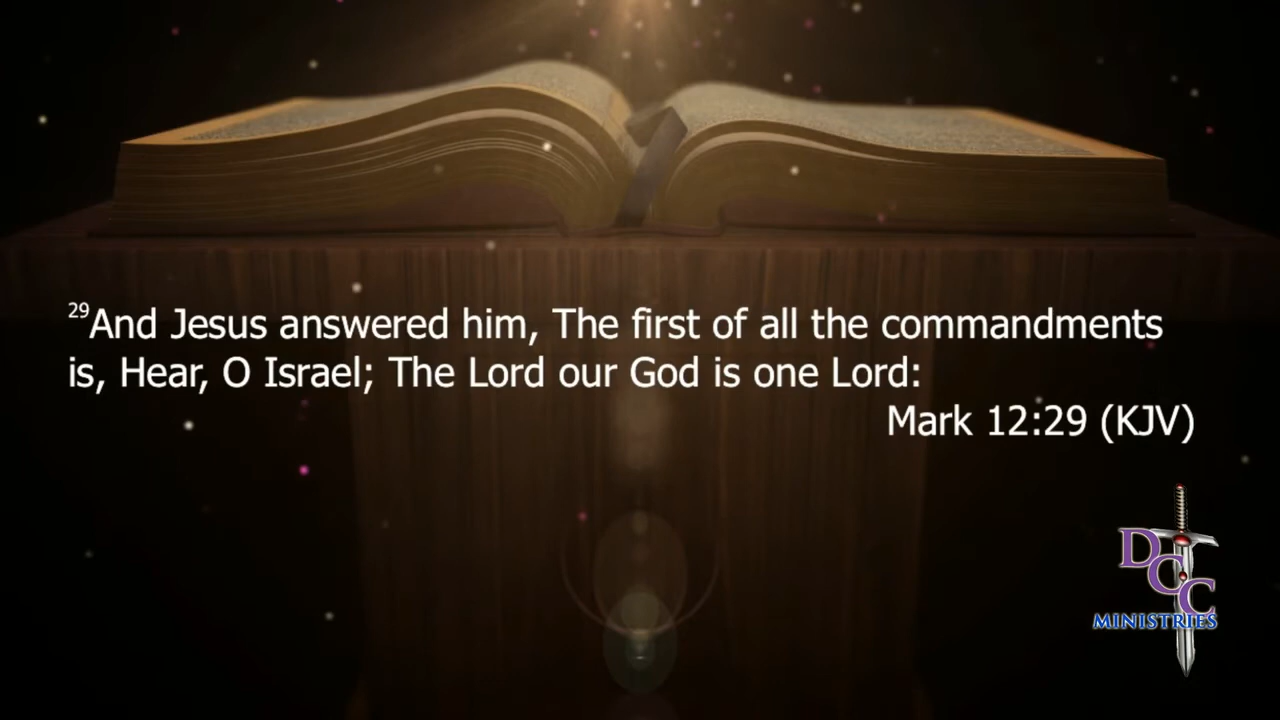 29And Jesus answered him, The first of all the commandments
is, Hear, O Israel; The Lord our God is one Lord:
Mark 12:29 (KJV)
DCC
MINISTRIES